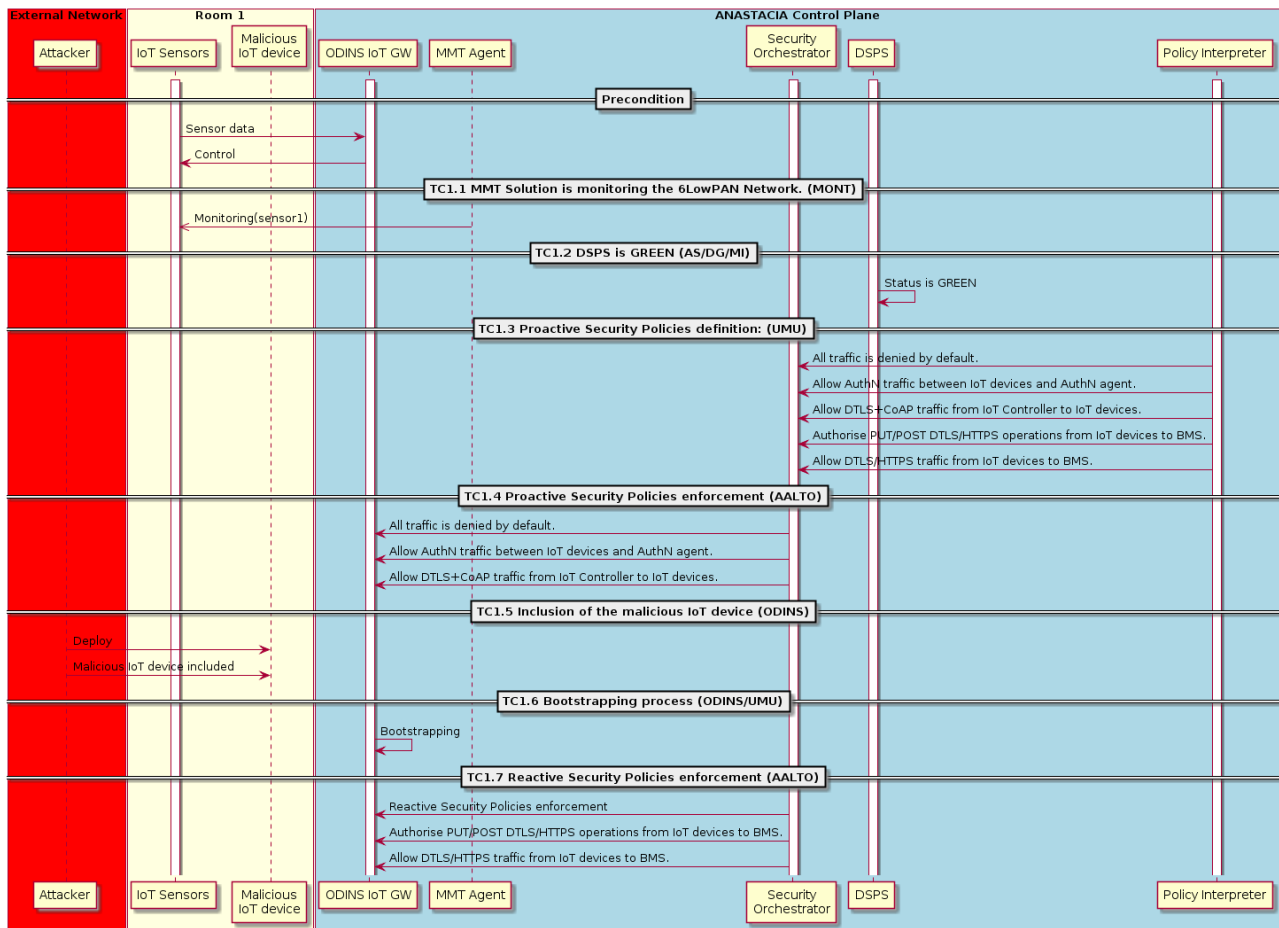 External Network
Room 1
ANASTACIA Control Plane
Attacker
IoT Sensors
Malicious
IoT device
ODINS IoT GW
MMT Agent
Security
Orchestrator
DSPS
Policy Interpreter
Precondition
Sensor data
Control
TC1.1 MMT Solution is monitoring the 6LowPAN Network. (MONT)
Monitoring(sensor1)
TC1.2 DSPS is GREEN (AS/DG/MI)
Status is GREEN
TC1.3 Proactive Security Policies definition: (UMU)
All traffic is denied by default.
Allow AuthN traffic between IoT devices and AuthN agent.
Allow DTLS+CoAP traffic from IoT Controller to IoT devices.
Authorise PUT/POST DTLS/HTTPS operations from IoT devices to BMS.
Allow DTLS/HTTPS traffic from IoT devices to BMS.
TC1.4 Proactive Security Policies enforcement (AALTO)
All traffic is denied by default.
Allow AuthN traffic between IoT devices and AuthN agent.
Allow DTLS+CoAP traffic from IoT Controller to IoT devices.
TC1.5 Inclusion of the malicious IoT device (ODINS)
Deploy
Malicious IoT device included
TC1.6 Bootstrapping process (ODINS/UMU)
Bootstrapping
TC1.7 Reactive Security Policies enforcement (AALTO)
Reactive Security Policies enforcement
Authorise PUT/POST DTLS/HTTPS operations from IoT devices to BMS.
Allow DTLS/HTTPS traffic from IoT devices to BMS.
Attacker
IoT Sensors
Malicious
IoT device
ODINS IoT GW
MMT Agent
Security
Orchestrator
DSPS
Policy Interpreter